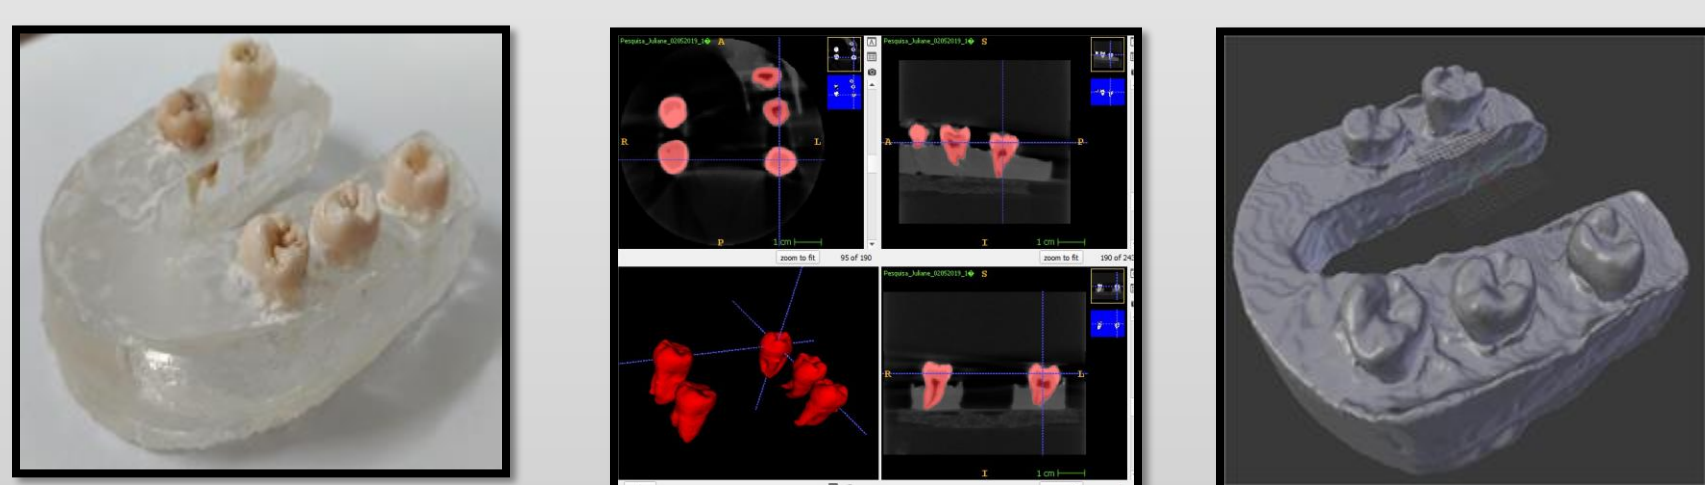 Pesquisa_Juliane_02052019_1�
A
R
L
P
1 cm
zoom to fit
95 of 190
Pesquisa_Juliane_02052019_1�
S
A
P
I
1 cm
zoom to fit
190 of 243
Pesquisa_Juliane_02052019_1�
S
R
L
I
1 cm